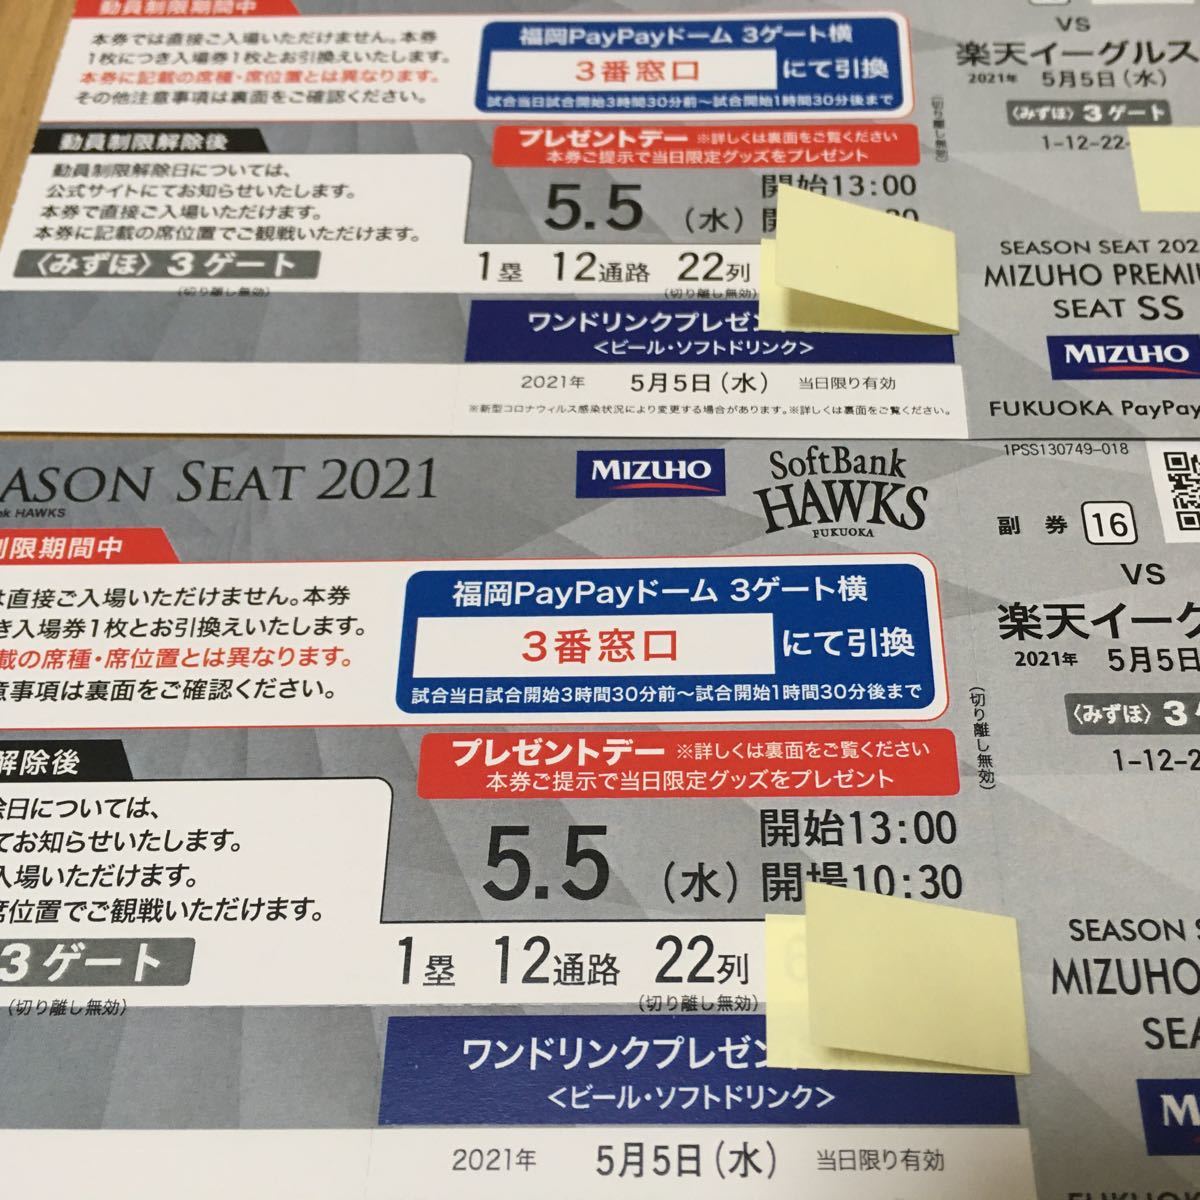 動員制限期間中
本券では直接ご入場いただけません。本券
1枚につき入場券1枚とお引換えいたします。
本券に記載の席種・席位置とは異なります。
その他注意事項は裏面をご確認ください。
福岡PayPayドーム 3ゲート横
3番窓口 にて引換
試合当日試合開始3時間30分前～試合開始1時間30分後まで
動員制限解除後
動員制限解除日については、
公式サイトにてお知らせいたします。
本券で直接ご入場いただけます。
本券に記載の席位置でご観戦いただけます。
〈みずほ〉3ゲート
(切り離し無効)
プレゼントデー ※詳しくは裏面をご覧ください
本券ご提示で当日限定グッズをプレゼント
開始13:00
5.5 (水)
1塁 12通路 22列
(切り離し無効)
ワンドリンクプレゼン
<ビール・ソフトドリンク>
2021年 5月5日(水) 当日限り有効
※新型コロナウィルス感染状況により変更する場合があります。※詳しくは裏面をご覧ください。
(切り離し無効)
VS
楽天イーグルス
2021年 5月5日(水)
〈みずほ〉3ゲート
1-12-22-
SEASON SEAT 202
MIZUHO PREMI
SEAT SS
MIZUHO
FUKUOKA PayPay
ASON SEAT 2021
nk HAWKS
MIZUHO
SoftBank
HAWKS
FUKUOKA
制限期間中
は直接ご入場いただけません。本券
き入場券1枚とお引換えいたします。
載の席種・席位置とは異なります。
意事項は裏面をご確認ください。
福岡PayPayドーム 3ゲート横
3番窓口 にて引換
試合当日試合開始3時間30分前～試合開始1時間30分後まで
解除後
除日については、
てお知らせいたします。
入場いただけます。
席位置でご観戦いただけます。
3ゲート
(切り離し無効)
プレゼントデー ※詳しくは裏面をご覧ください
本券ご提示で当日限定グッズをプレゼント
開始13:00
5.5 (水) 開場10:30
1塁 12通路 22列
(切り離し無効)
ワンドリンクプレゼン
<ビール・ソフトドリンク>
2021年 5月5日(水) 当日限り有効
(切り離し無効)
1PSS130749-018
副 券 16
VS
楽天イーグ
2021年 5月5日
〈みずほ〉3
1-12-2
SEASON S
MIZUHO
SEA
M
FUKUOKA